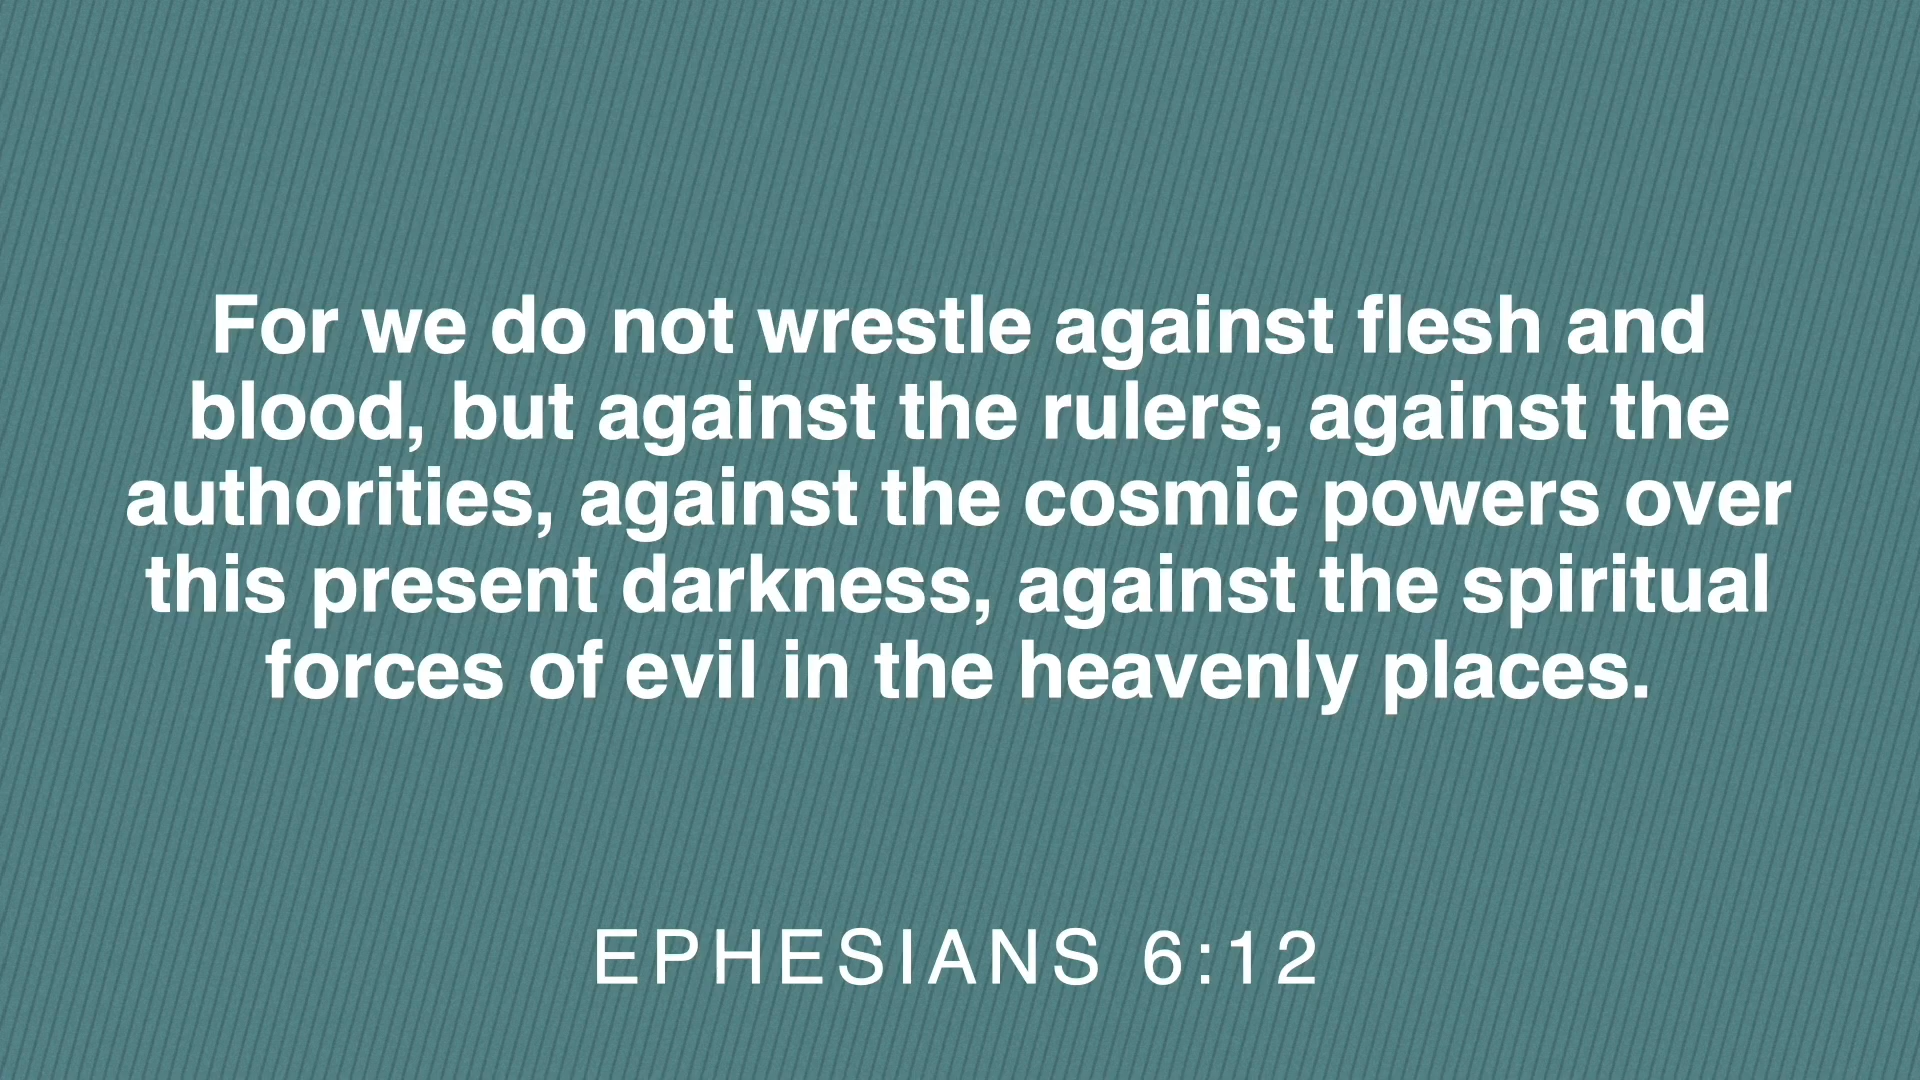 For we do not wrestle against flesh and
blood, but against the rulers, against the
authorities, against the cosmic powers over
this present darkness, against the spiritual
forces of evil in the heavenly places.
EPHESIANS 6:12